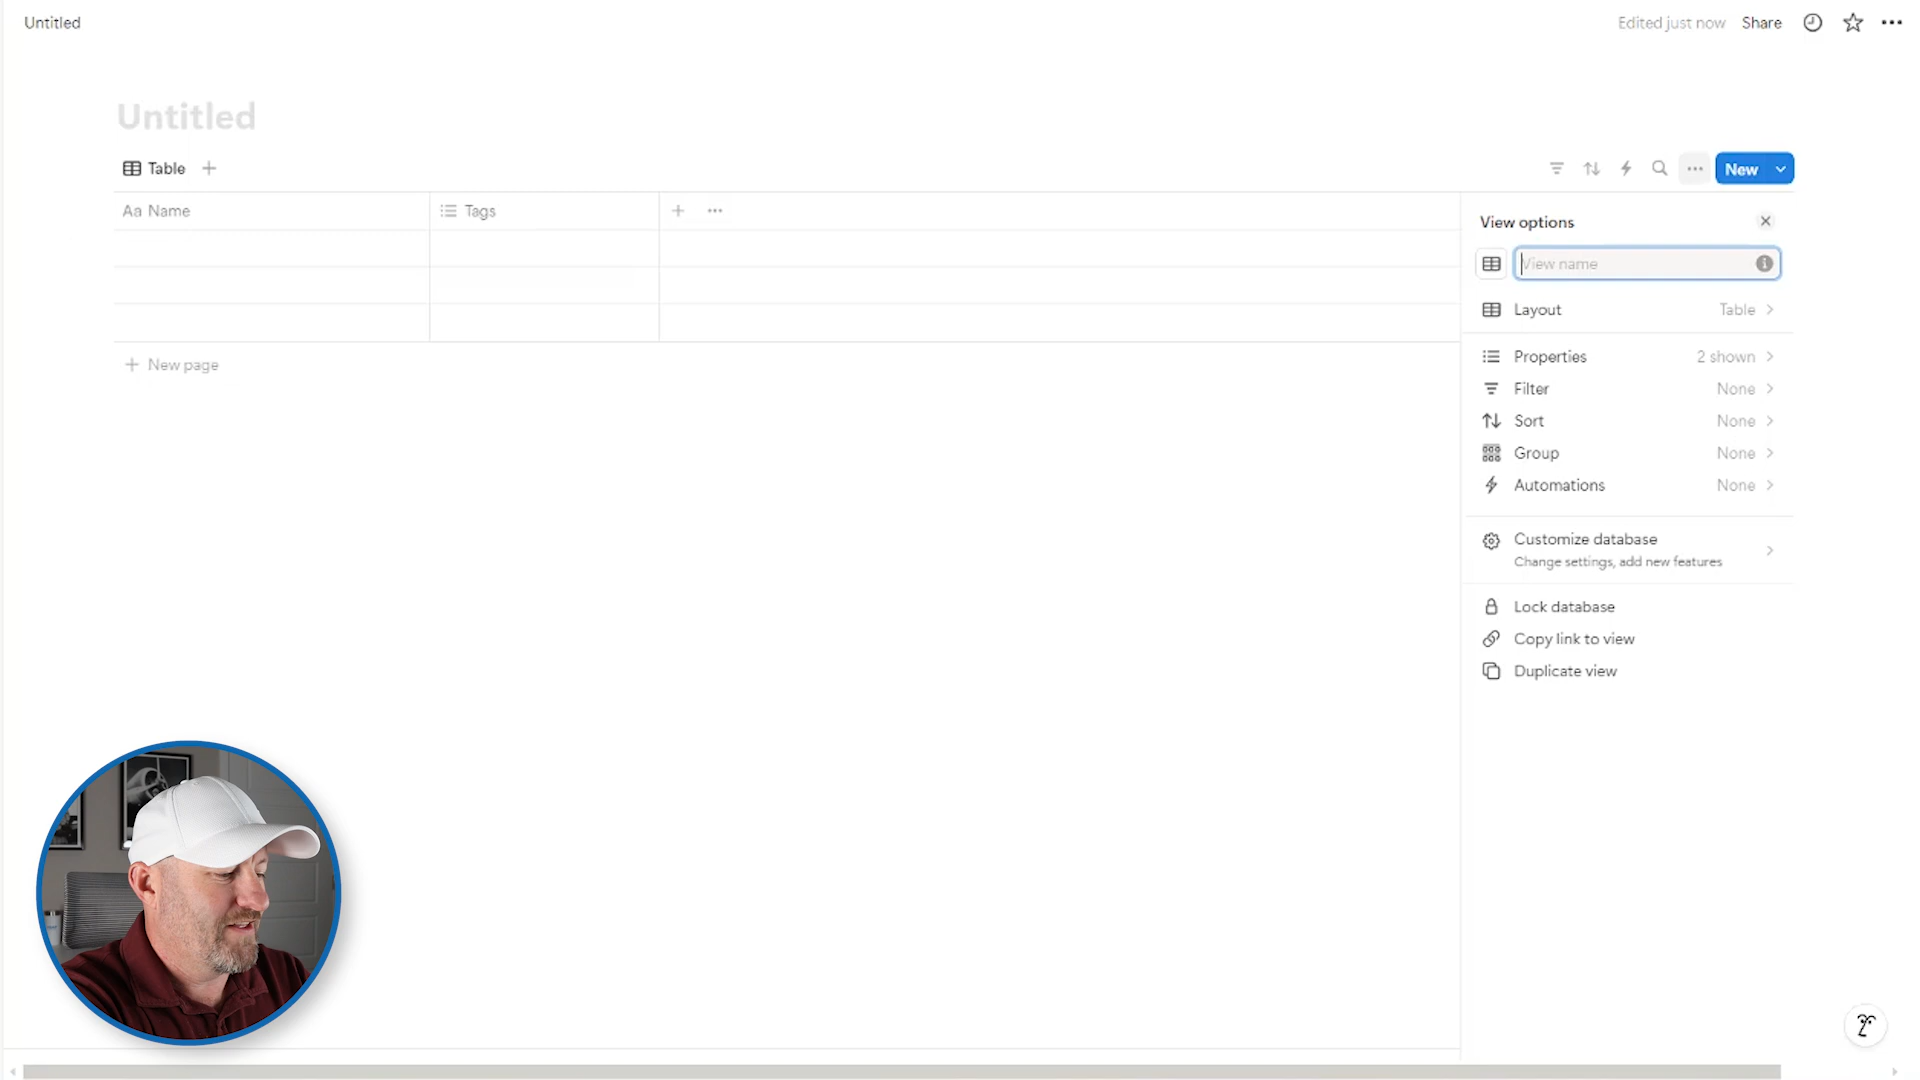 Untitled
Edited just now Share
Untitled
Table
New
Aa Name
Tags
New page
View options
View name
Layout Table
Properties 2 shown
Filter None
Sort None
Group None
Automations None
Customize database
Change settings, add new features
Lock database
Copy link to view
Duplicate view